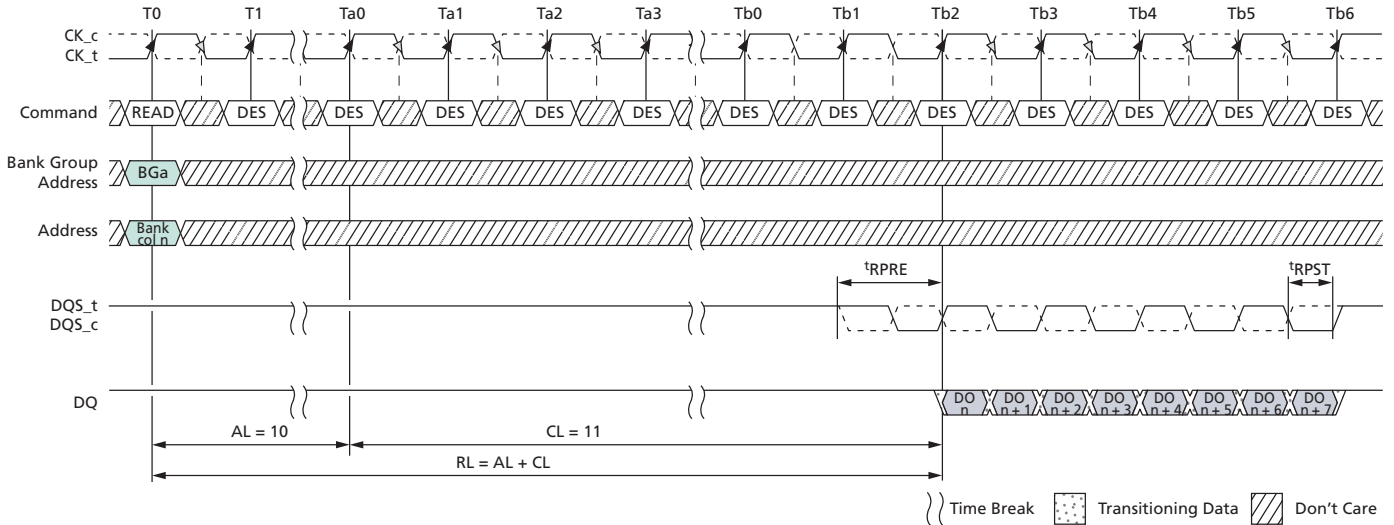 T0 T1 Ta0 Ta1 Ta2 Ta3 Tb0 Tb1 Tb2 Tb3 Tb4 Tb5 Tb6
CK_c
CK_t
Command READ DES DES DES DES DES DES DES DES DES DES DES DES
Bank Group
Address
BGa
Address
Bank
col n
tRPRE
tRPST
DQS_t
DQS_c
DQ
DO n
DO n + 1
DO n + 2
DO n + 3
DO n + 4
DO n + 5
DO n + 6
DO n + 7
AL = 10
CL = 11
RL = AL + CL
Time Break
Transitioning Data
Don't Care